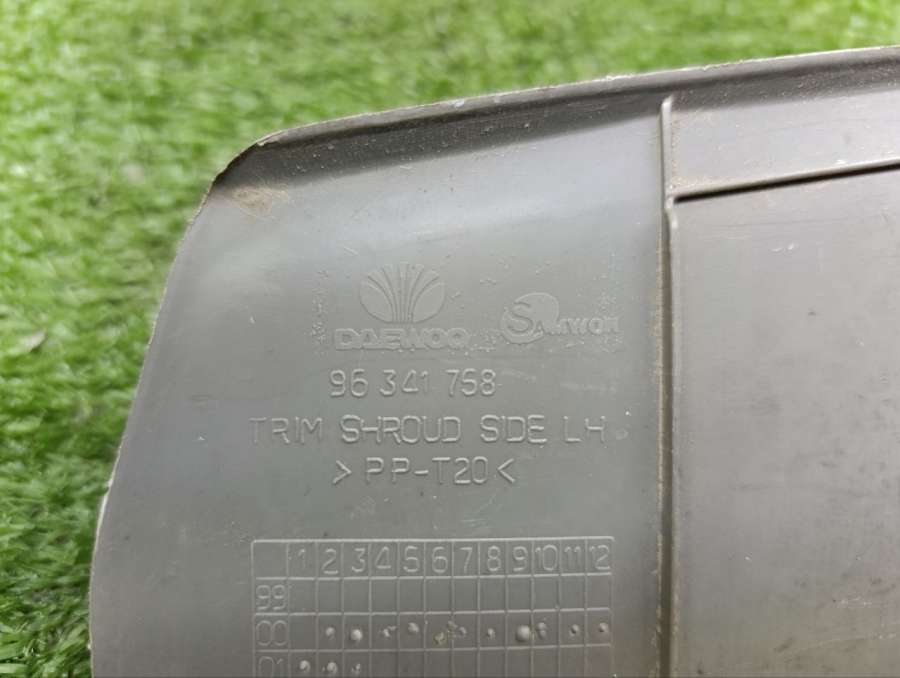 DAEWOO SAMWON
96 341 758
TRIM SHROUD SIDE LH
>PP-T20<
1 2 3 4 5 6 7 8 9 10 11 12
99
00
01